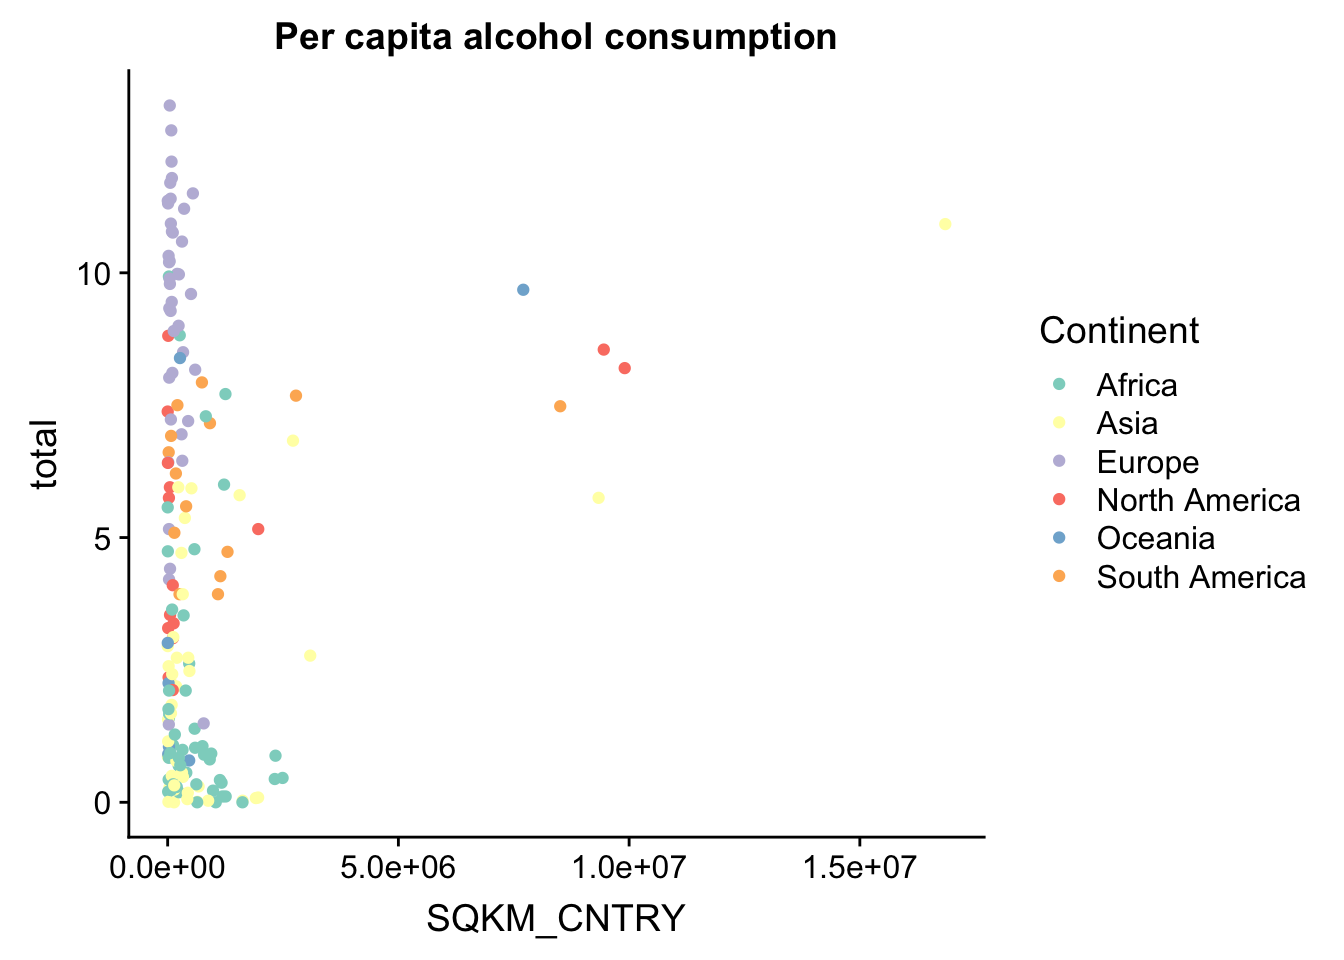 Per capita alcohol consumption
total
10
5
0
0.0e+00
5.0e+06
1.0e+07
1.5e+07
SQKM_CNTRY
Continent
Africa
Asia
Europe
North America
Oceania
South America